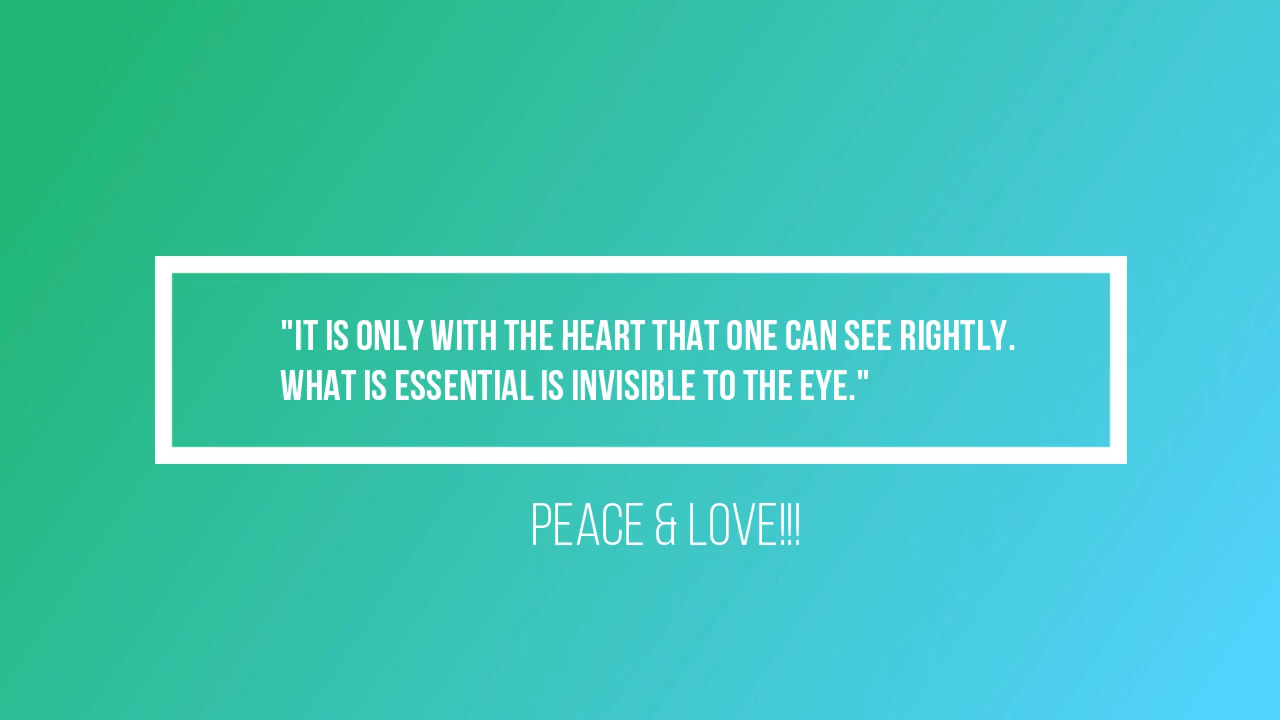 "IT IS ONLY WITH THE HEART THAT ONE CAN SEE RIGHTLY.
WHAT IS ESSENTIAL IS INVISIBLE TO THE EYE."
PEACE & LOVE!!!